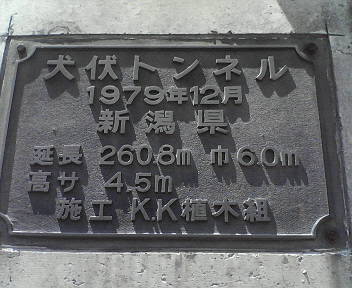 犬伏トンネル
1979年12月
新潟県
延長 260.8m 巾6.0m
高サ 4.5m
施工 K.K植木組